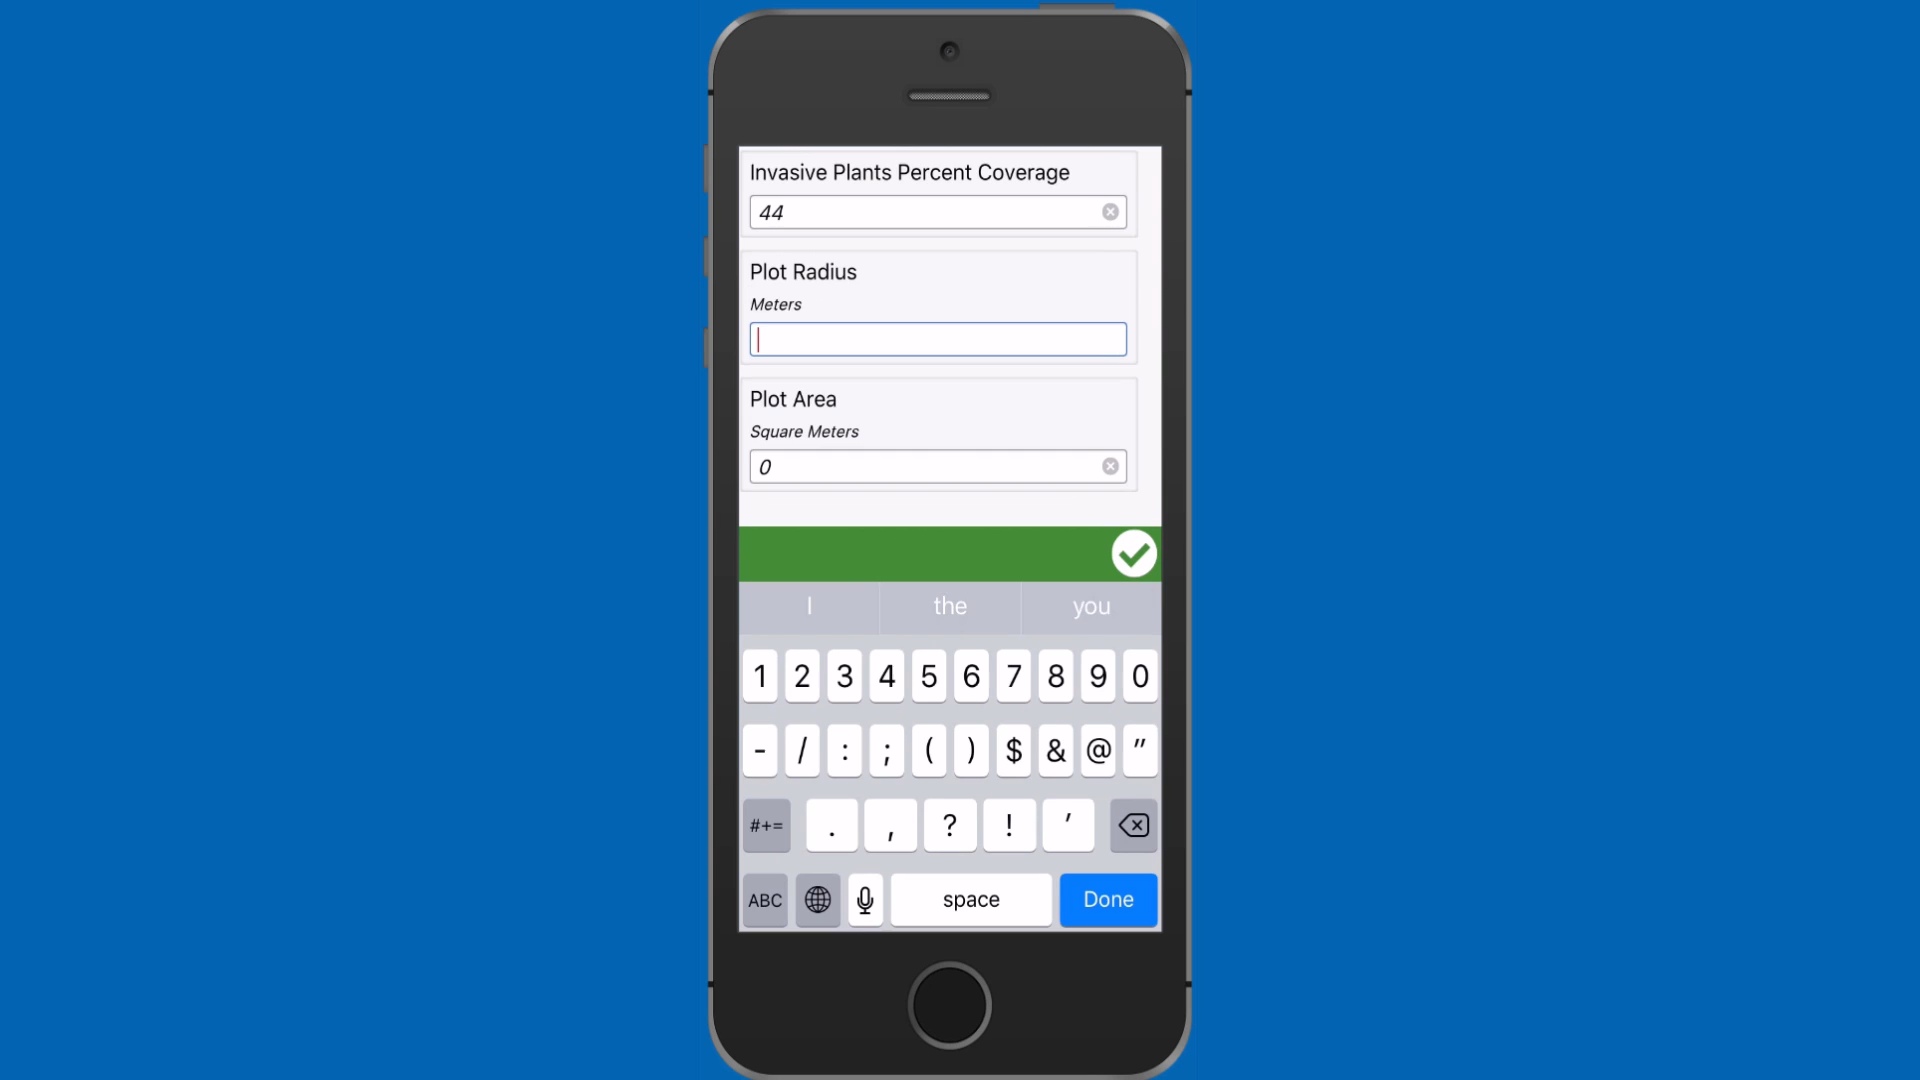 Invasive Plants Percent Coverage
44
Plot Radius
Meters
Plot Area
Square Meters
0
I the you
1 2 3 4 5 6 7 8 9 0
- / : ; ( ) $ & @ "
#+= . , ? ! '
ABC space Done